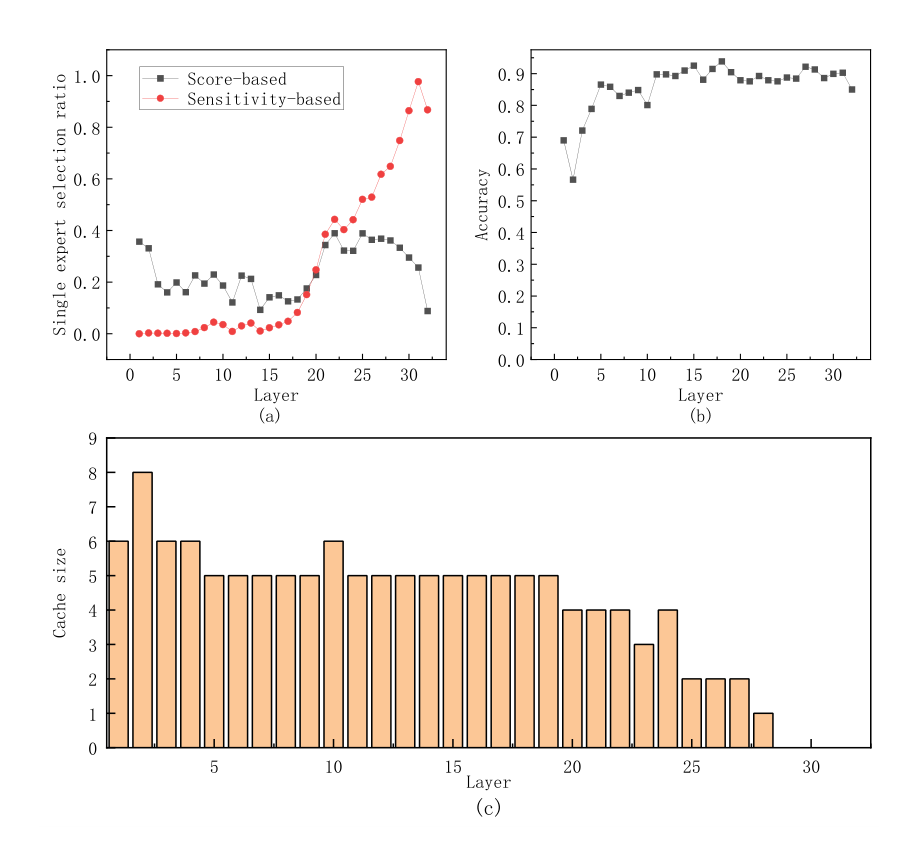 Single expert selection ratio
1.0
0.8
0.6
0.4
0.2
0.0
Score-based
Sensitivity-based
0 5 10 15 20 25 30
Layer
(a)
Accuracy
0.9
0.8
0.7
0.6
0.5
0.4
0.3
0.2
0.1
0.0
0 5 10 15 20 25 30
Layer
(b)
Cache size
9
8
7
6
5
4
3
2
1
0
5 10 15 20 25 30
Layer
(c)